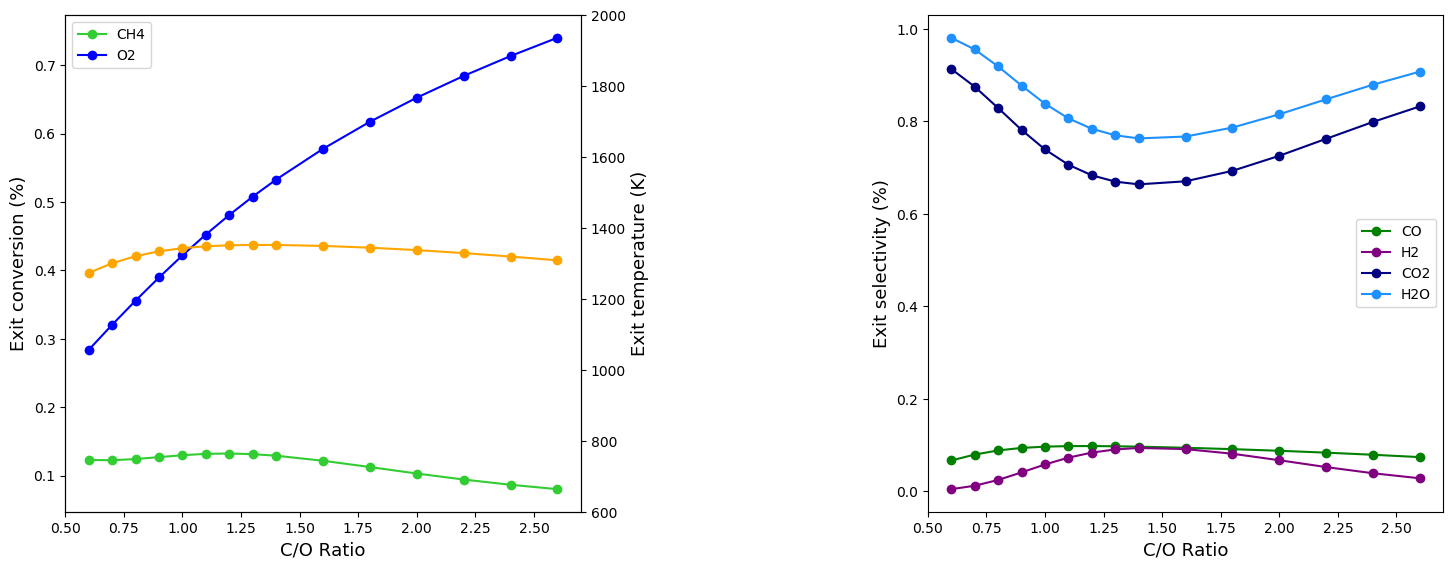 CH4
O2
0.7
0.6
0.5
0.4
0.3
0.2
0.1
Exit conversion (%)
0.50 0.75 1.00 1.25 1.50 1.75 2.00 2.25 2.50
C/O Ratio
2000
1800
1600
1400
1200
1000
800
600
Exit temperature (K)
1.0
0.8
0.6
0.4
0.2
0.0
Exit selectivity (%)
CO
H2
CO2
H2O
0.50 0.75 1.00 1.25 1.50 1.75 2.00 2.25 2.50
C/O Ratio